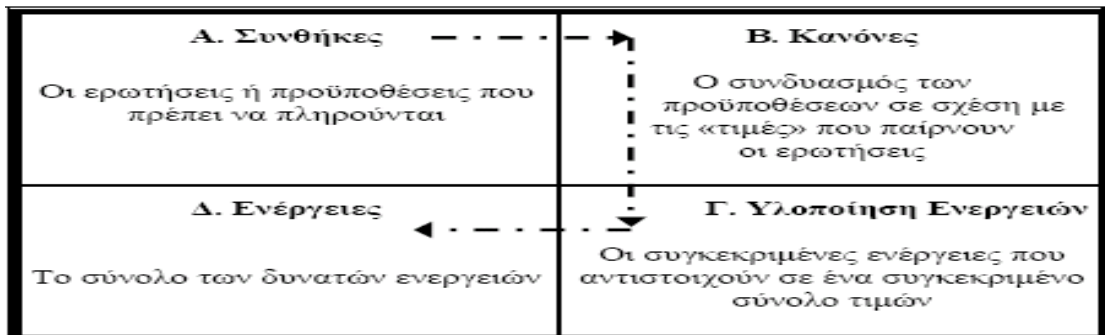 Α. Συνθήκες
Οι ερωτήσεις ή προϋποθέσεις που
πρέπει να πληρούνται
Β. Κανόνες
Ο συνδυασμός των
προϋποθέσεων σε σχέση με
τις «τιμές» που παίρνουν
οι ερωτήσεις
Δ. Ενέργειες
Το σύνολο των δυνατών ενεργειών
Γ. Υλοποίηση Ενεργειών
Οι συγκεκριμένες ενέργειες που
αντιστοιχούν σε ένα συγκεκριμένο
σύνολο τιμών